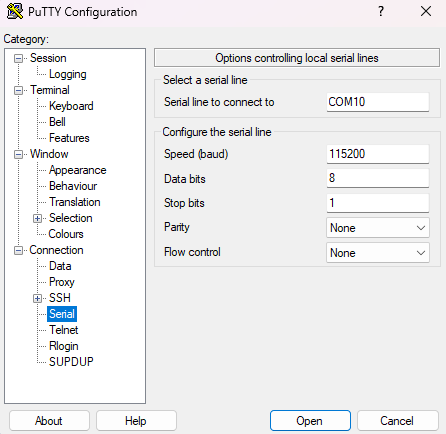 PuTTY Configuration
?
Category:
Session
Logging
Terminal
Keyboard
Bell
Features
Window
Appearance
Behaviour
Translation
Selection
Colours
Connection
Data
Proxy
SSH
Serial
Telnet
Rlogin
SUPDUP
Options controlling local serial lines
Select a serial line
Serial line to connect to COM10
Configure the serial line
Speed (baud) 115200
Data bits 8
Stop bits 1
Parity None
Flow control None
About Help Open Cancel